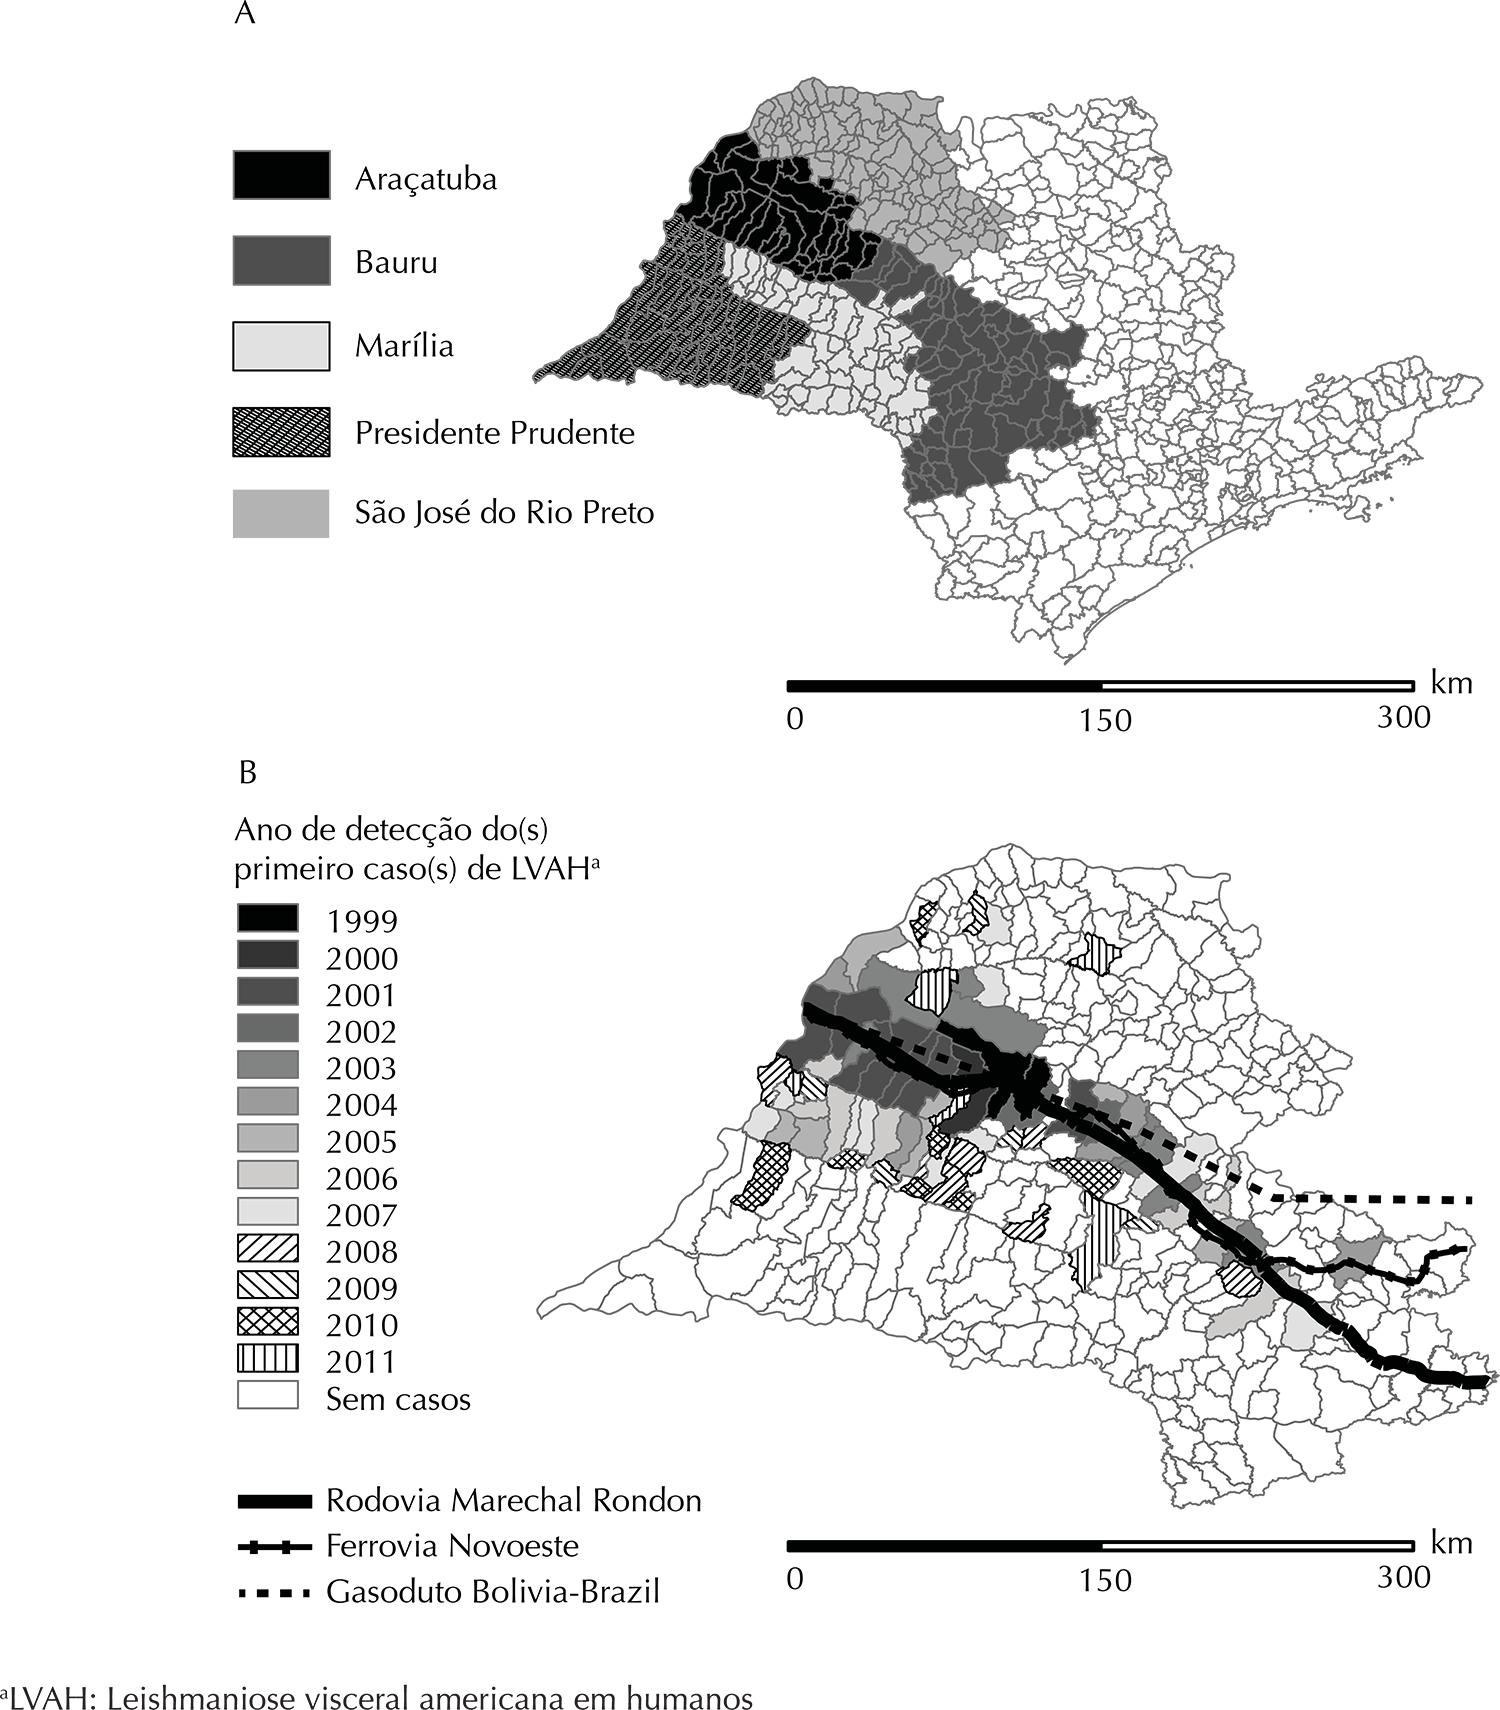 A
Araçatuba
Bauru
Marília
Presidente Prudente
São José do Rio Preto
km
0 150 300
B
Ano de detecção do(s)
primeiro caso(s) de LVAHᵃ
1999
2000
2001
2002
2003
2004
2005
2006
2007
2008
2009
2010
2011
Sem casos
Rodovia Marechal Rondon
Ferrovia Novoeste
Gasoduto Bolivia-Brazil
km
0 150 300
ᵃLVAH: Leishmaniose visceral americana em humanos